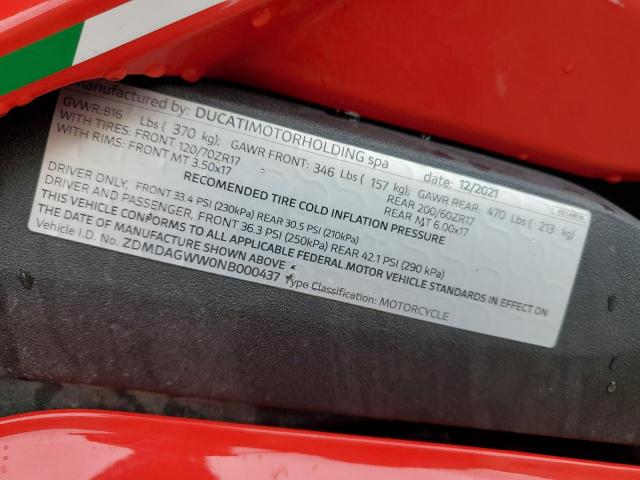 manufactured by: DUCATIMOTORHOLDING spa date: 12/2021
GVWR:816 Lbs ( 370 kg); GAWR FRONT: 346 Lbs ( 157 kg); GAWR REAR: 470 Lbs ( 213 kg)
WITH TIRES: FRONT 120/70ZR17 REAR 200/60ZR17
WITH RIMS: FRONT MT 3.50x17 REAR MT 6.00x17
RECOMENDED TIRE COLD INFLATION PRESSURE
DRIVER ONLY, FRONT 33.4 PSI (230kPa) REAR 30.5 PSI (210kPa)
DRIVER AND PASSENGER, FRONT 36.3 PSI (250kPa) REAR 42.1 PSI (290 kPa)
THIS VEHICLE CONFORMS TO ALL APPLICABLE FEDERAL MOTOR VEHICLE STANDARDS IN EFFECT ON
THE DATE OF MANUFACTURE SHOWN ABOVE
Vehicle I.D. No. ZDMDAGWW0NB000437 Type Classification: MOTORCYCLE